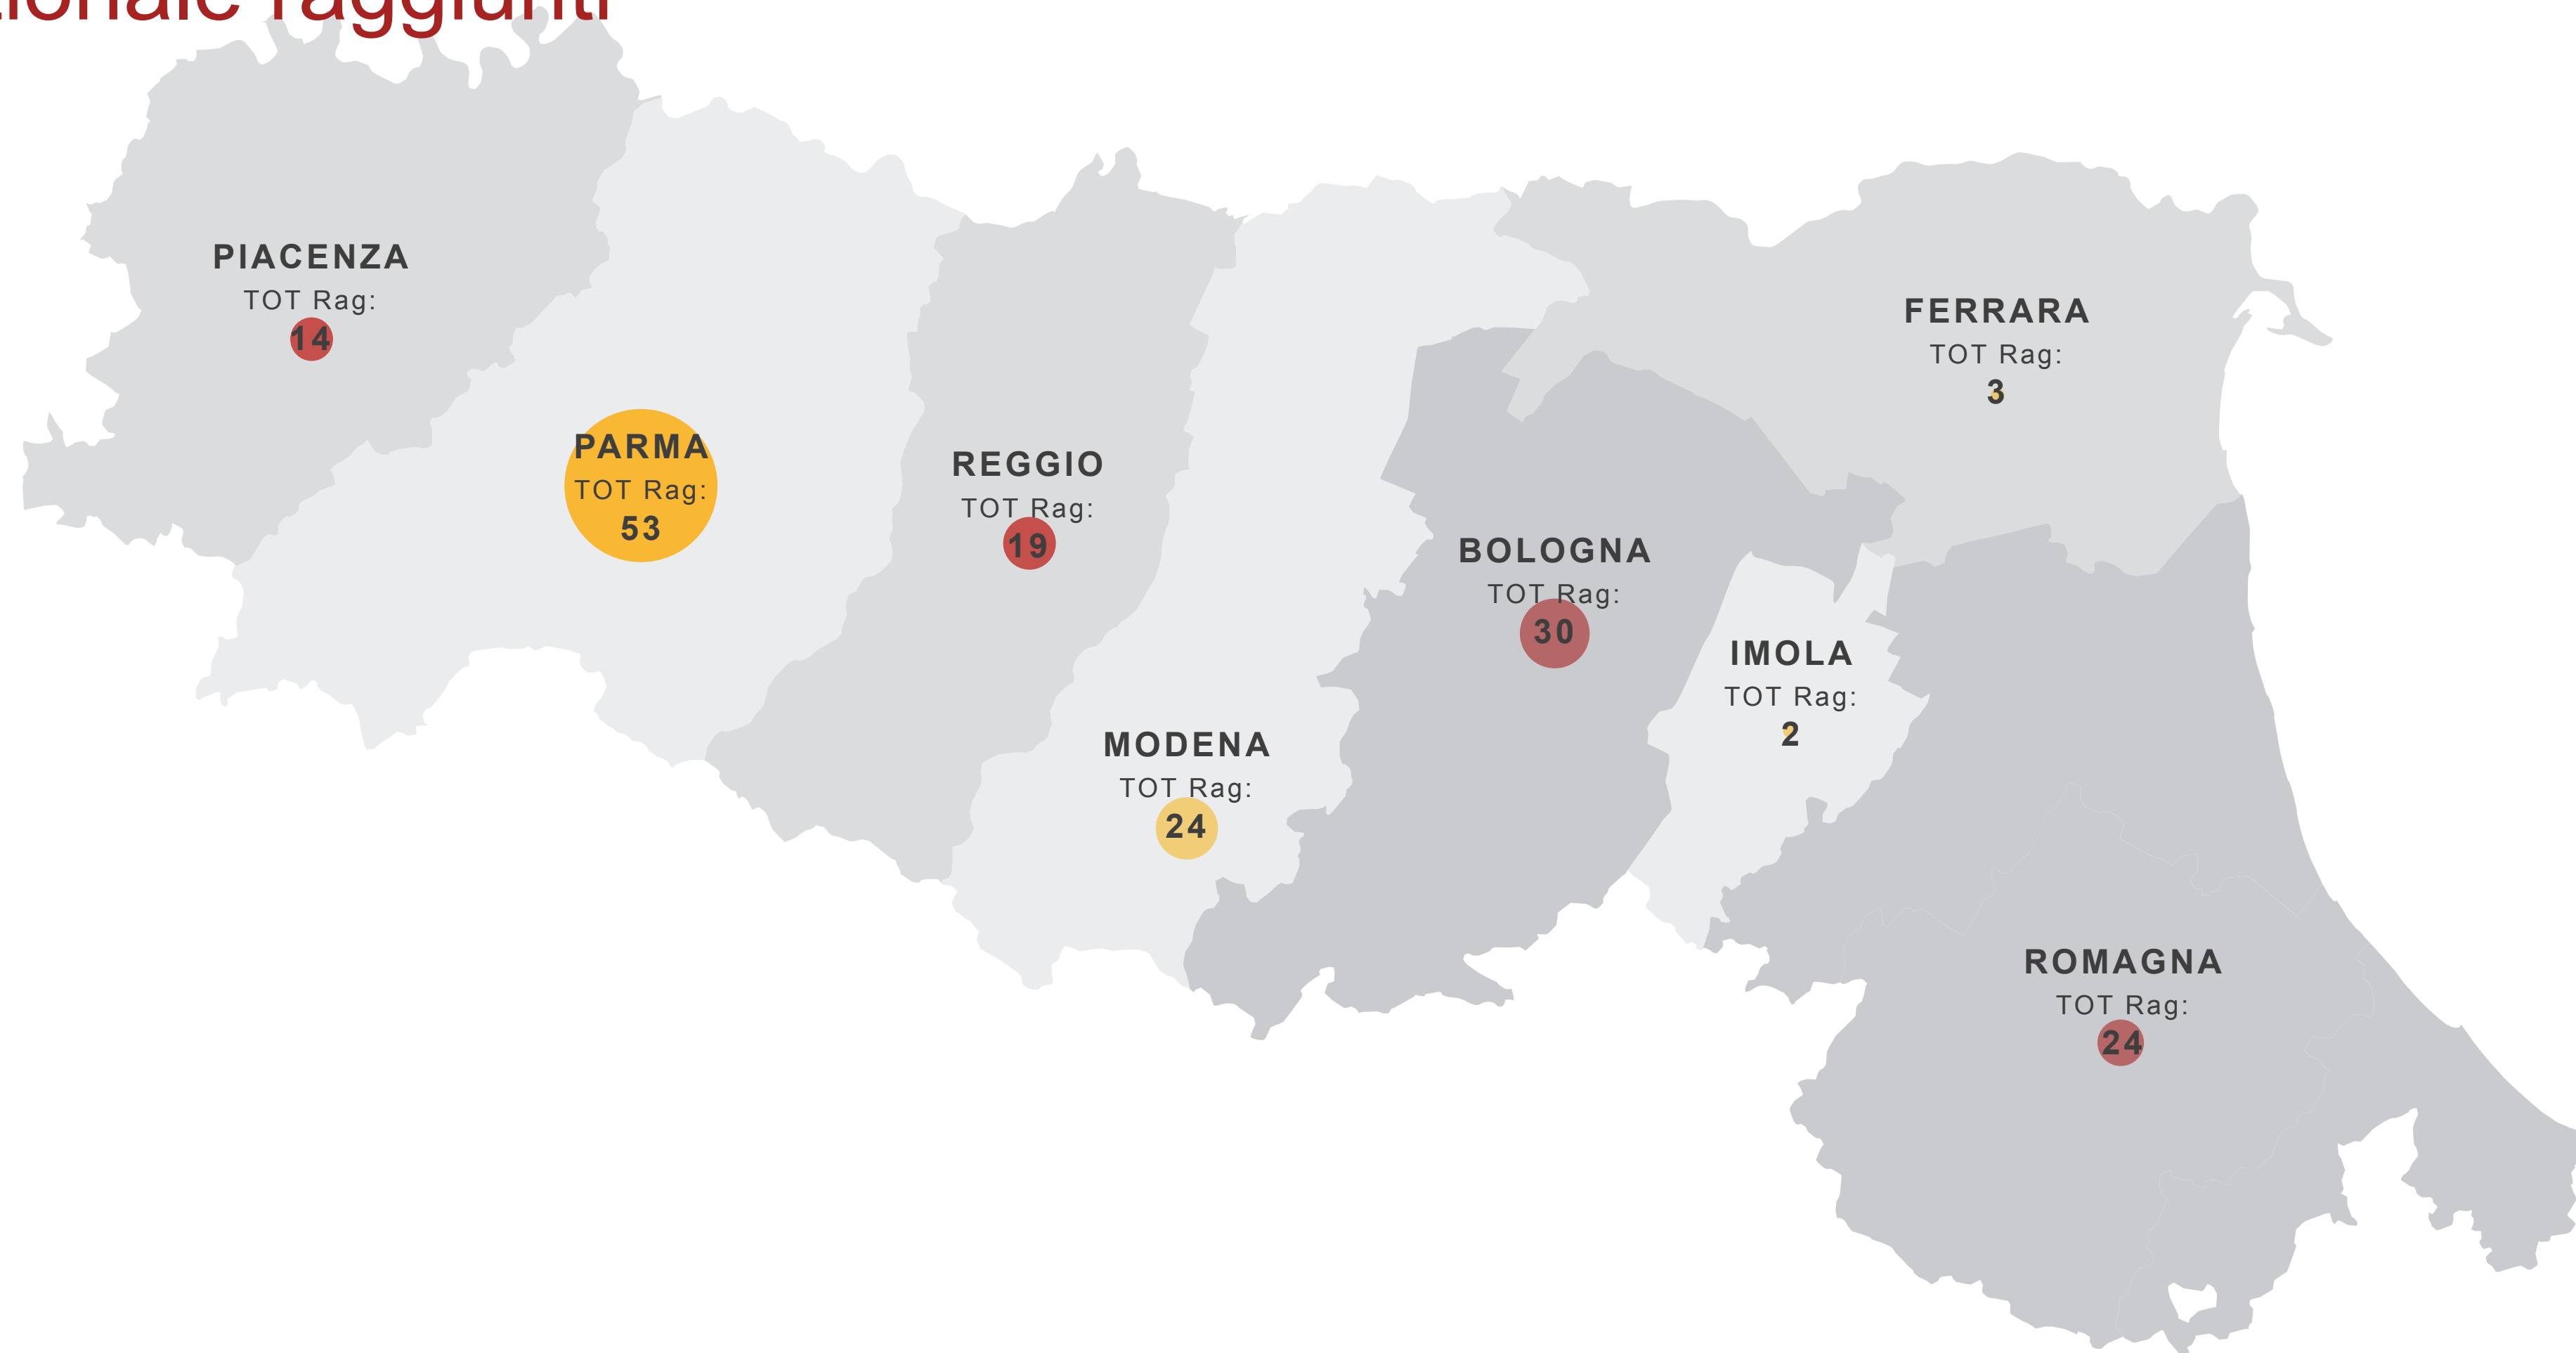 raggiunti
PIACENZA
TOT Rag:
14
PARMA
TOT Rag:
53
REGGIO
TOT Rag:
19
MODENA
TOT Rag:
24
BOLOGNA
TOT Rag:
30
IMOLA
TOT Rag:
2
FERRARA
TOT Rag:
3
ROMAGNA
TOT Rag:
24